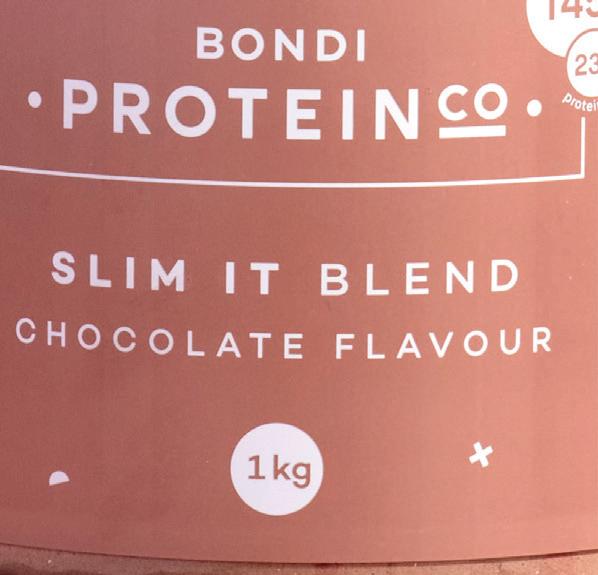 BONDI
• PROTEIN CO •
SLIM IT BLEND
CHOCOLATE FLAVOUR
1kg